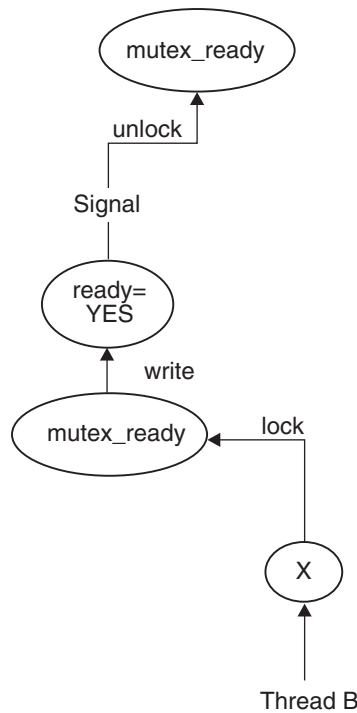 mutex_ready
unlock
Signal
ready=
YES
write
mutex_ready
lock
X
Thread B